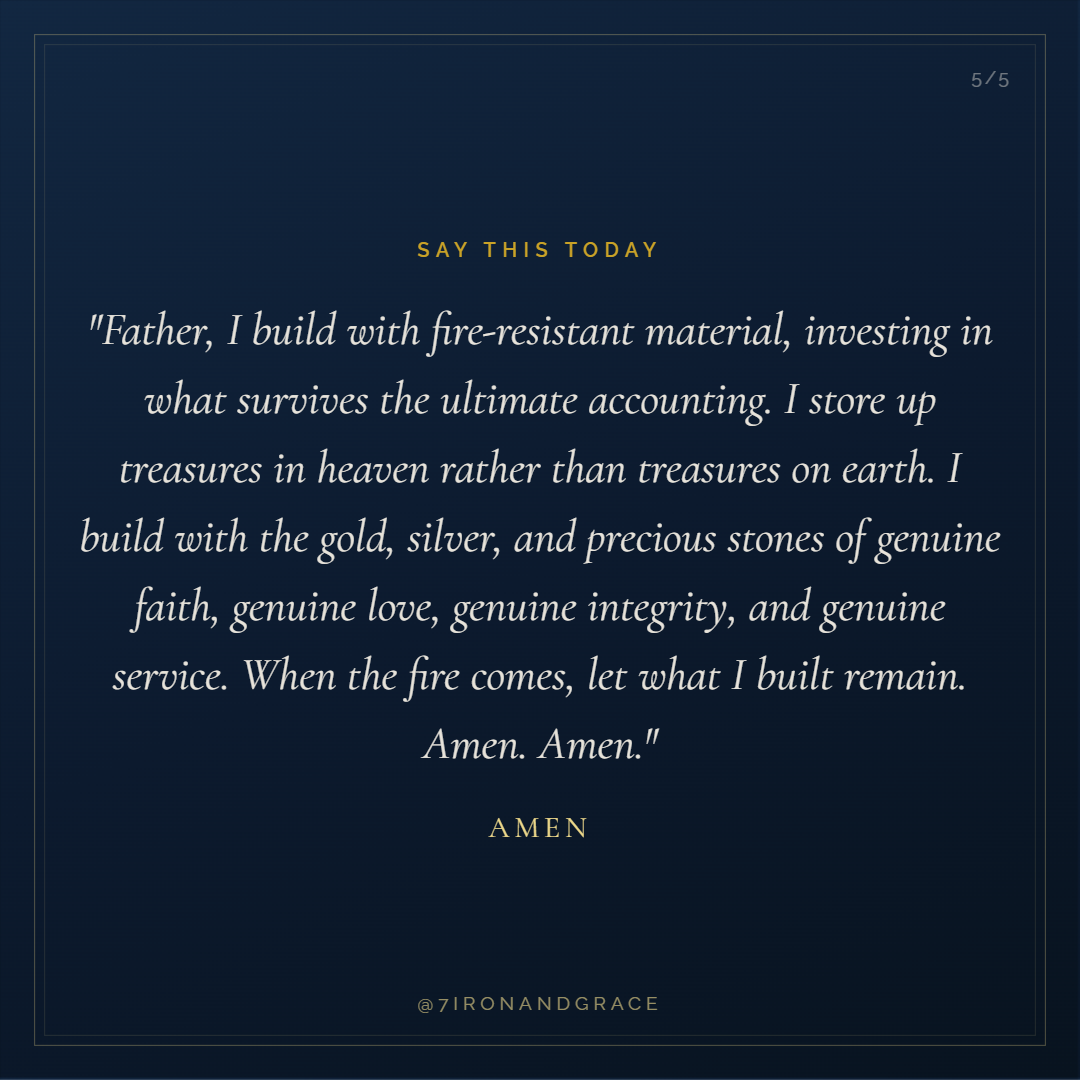 5/5
SAY THIS TODAY
"Father, I build with fire-resistant material, investing in
what survives the ultimate accounting. I store up
treasures in heaven rather than treasures on earth. I
build with the gold, silver, and precious stones of genuine
faith, genuine love, genuine integrity, and genuine
service. When the fire comes, let what I built remain.
Amen. Amen."
AMEN
@7IRONANDGRACE